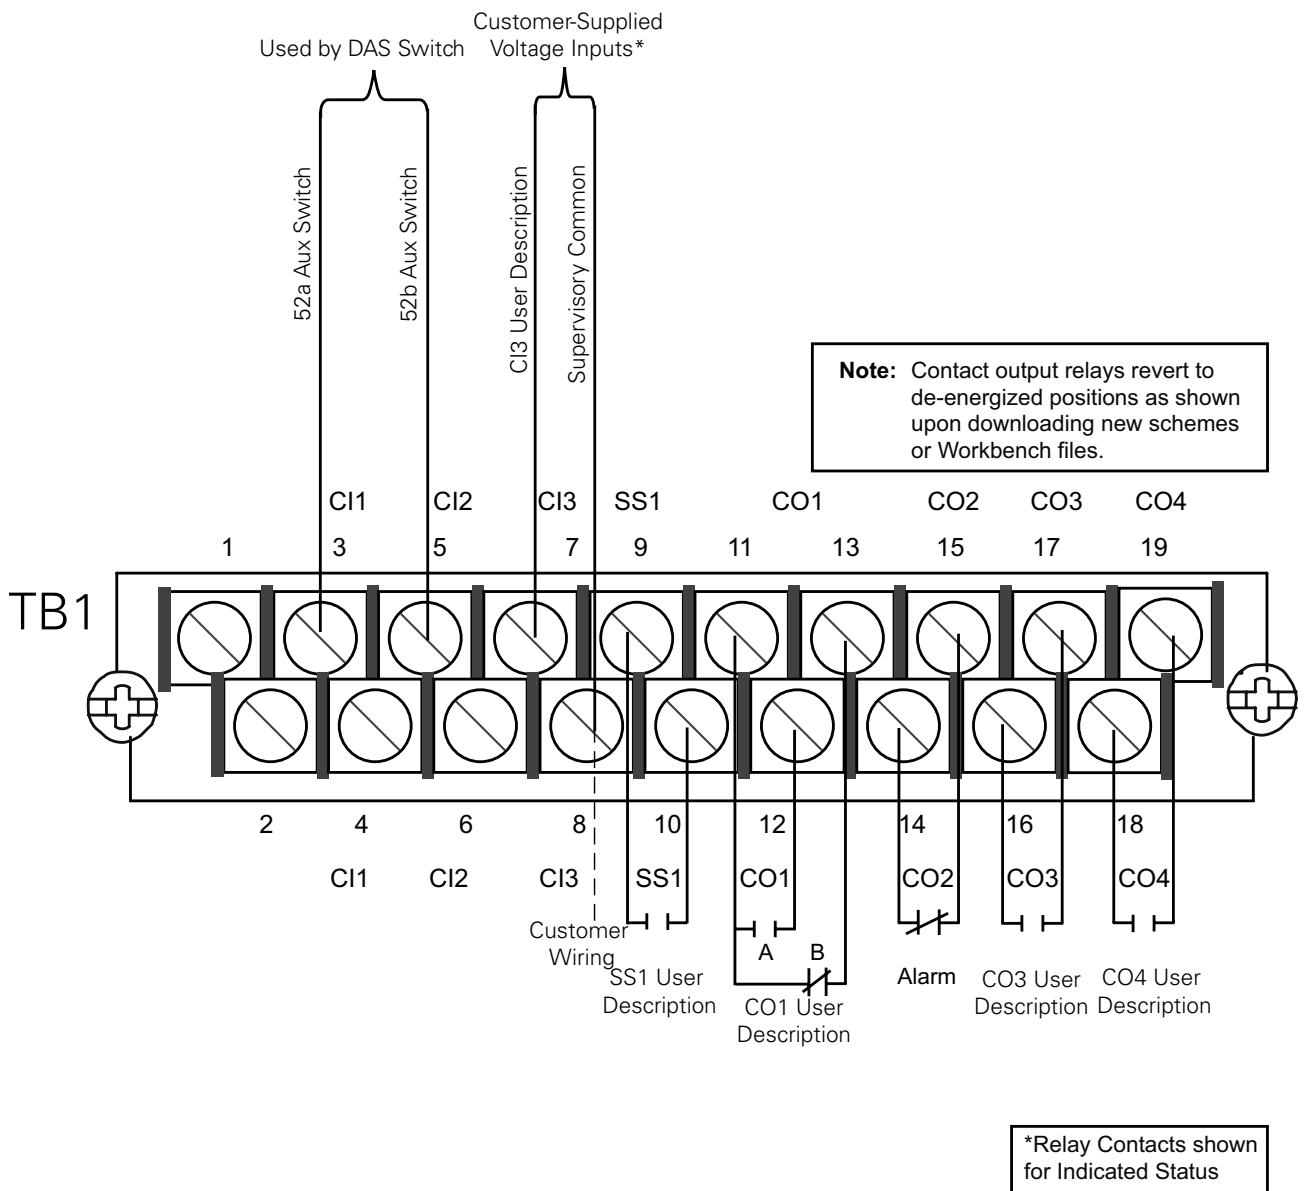 Customer-Supplied
Voltage Inputs*
Used by DAS Switch
52a Aux Switch
52b Aux Switch
CI3 User Description
Supervisory Common
Note: Contact output relays revert to
de-energized positions as shown
upon downloading new schemes
or Workbench files.
CI1 CI2 CI3 SS1 CO1 CO2 CO3 CO4
1 3 5 7 9 11 13 15 17 19
TB1
2 4 6 8 10 12 14 16 18
CI1 CI2 CI3 SS1 CO1 CO2 CO3 CO4
Customer
Wiring
A B
SS1 User
Description
CO1 User
Description
Alarm
CO3 User
Description
CO4 User
Description
*Relay Contacts shown
for Indicated Status